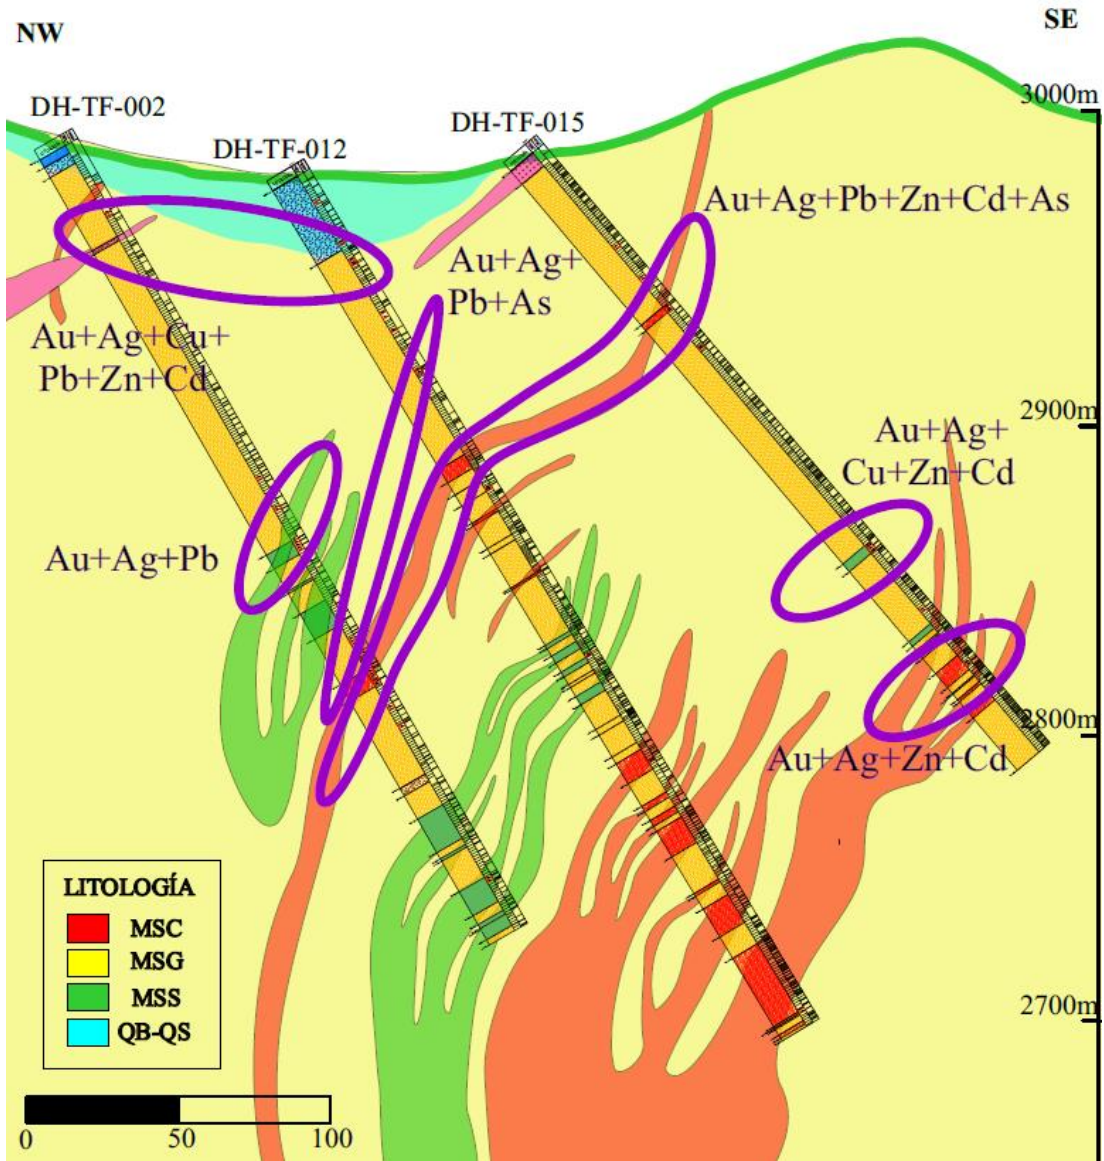 NW
SE
3000m
DH-TF-002
DH-TF-012
DH-TF-015
Au+Ag+Pb+Zn+Cd+As
Au+Ag+
Pb+As
Au+Ag+Cu+
Pb+Zn+Cd
2900m
Au+Ag+
Cu+Zn+Cd
Au+Ag+Pb
2800m
Au+Ag+Zn+Cd
LITOLOGÍA
MSC
MSG
MSS
QB-QS
2700m
0 50 100